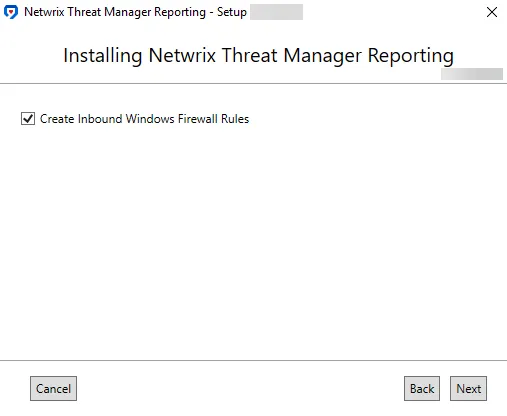 Netwrix Threat Manager Reporting - Setup
Installing Netwrix Threat Manager Reporting
Create Inbound Windows Firewall Rules
Cancel
Back
Next